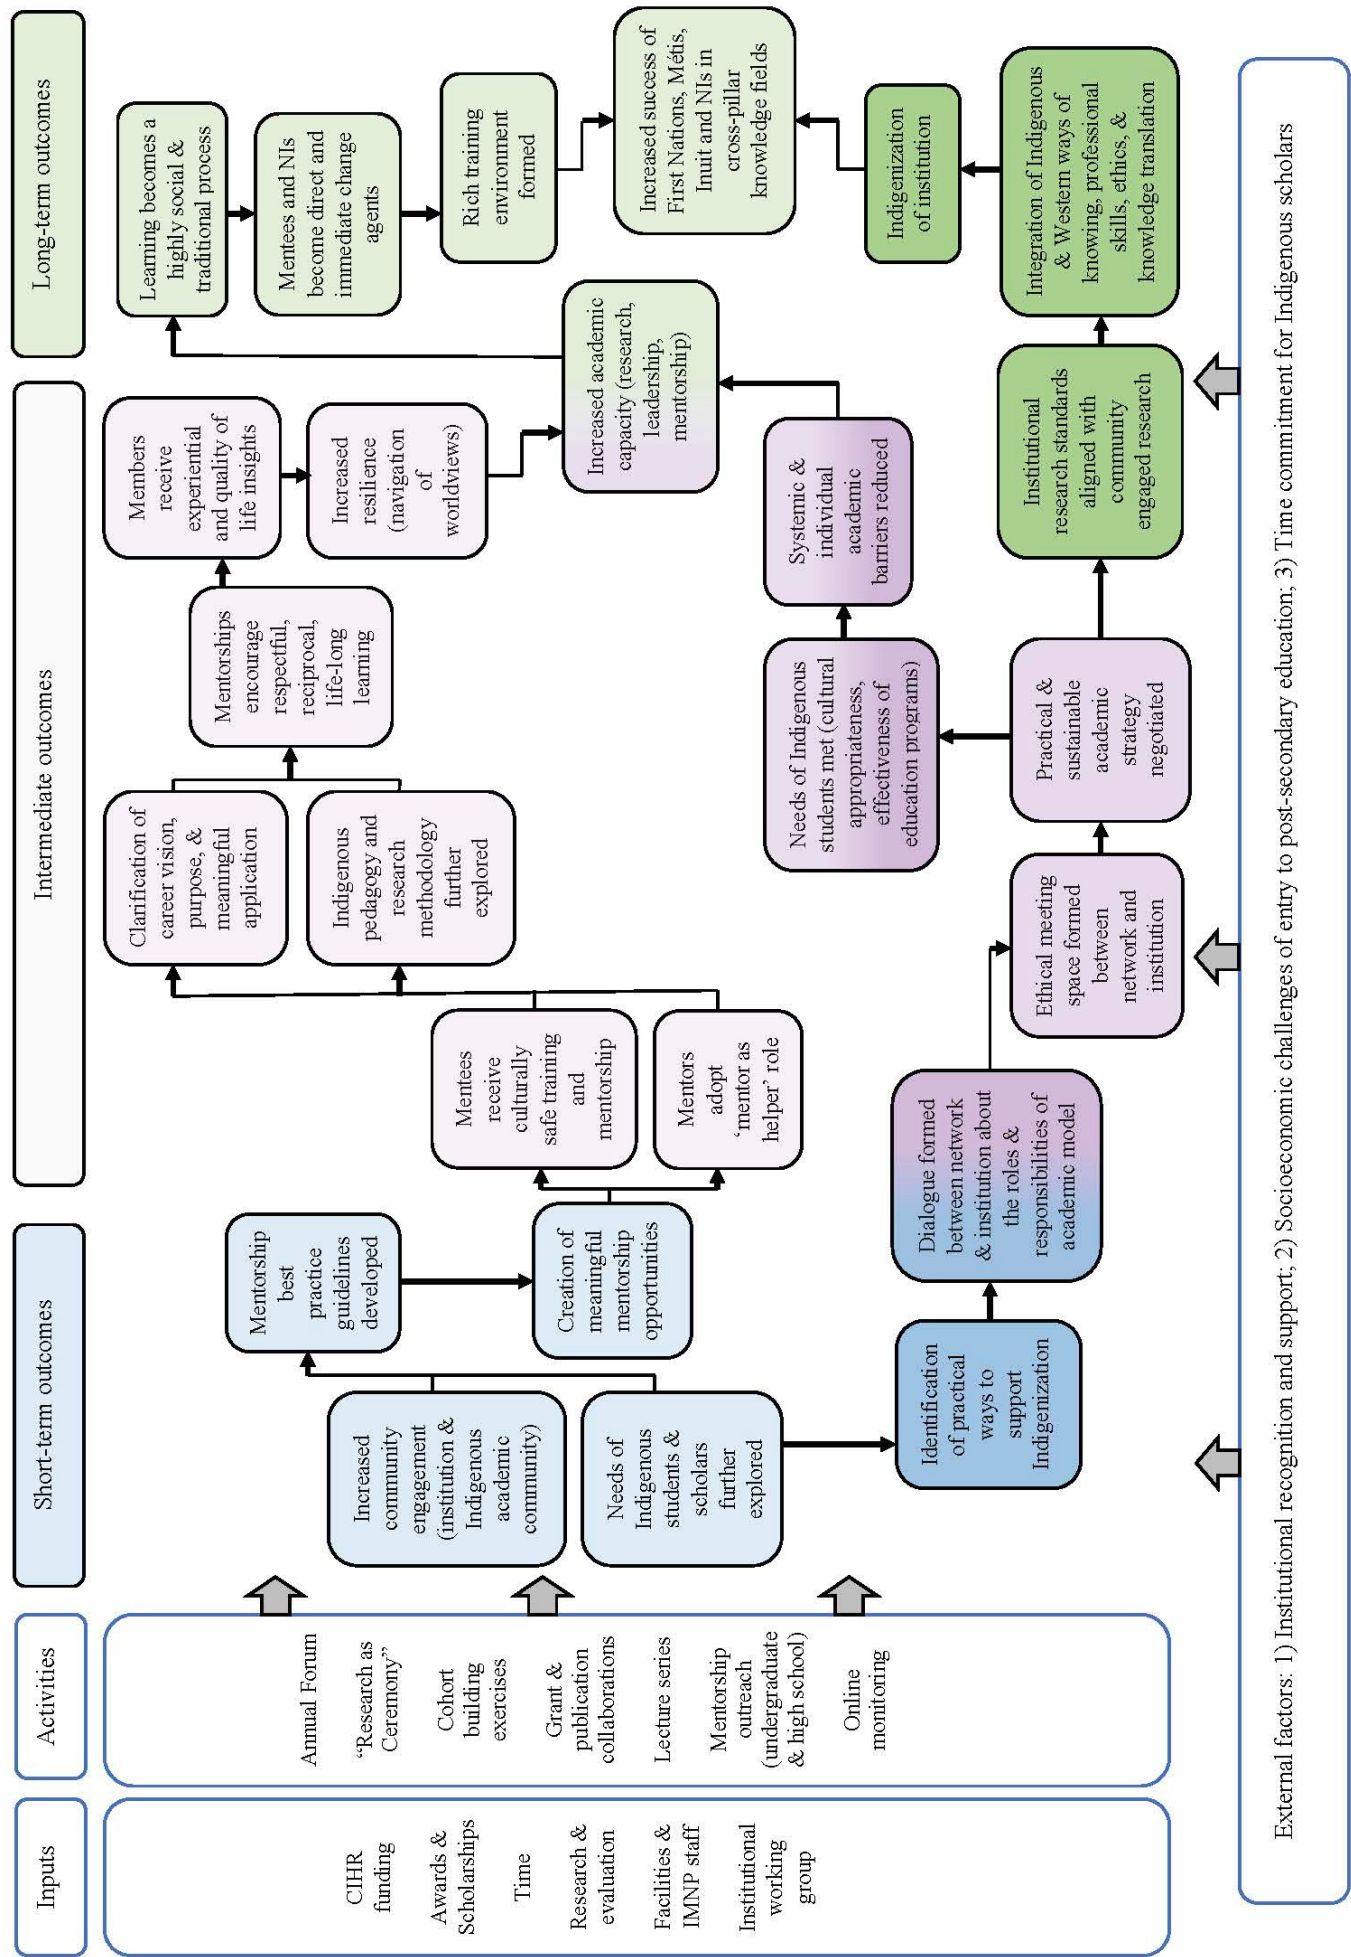 Inputs
Activities
Short-term outcomes
Intermediate outcomes
Long-term outcomes
CIHR
funding
Awards &
Scholarships
Time
Research &
evaluation
Facilities &
IMNP staff
Institutional
working
group
Annual Forum
“Research as
Ceremony”
Cohort
building
exercises
Grant &
publication
collaborations
Lecture series
Mentorship
outreach
(undergraduate
& high school)
Online
monitoring
Increased
community
engagement
(institution &
Indigenous
academic
community)
Needs of
Indigenous
students &
scholars
further
explored
Mentorship
best
practice
guidelines
developed
Creation of
meaningful
mentorship
opportunities
Identification
of practical
ways to
support
Indigenization
Dialogue formed
between network
& institution about
the roles &
responsibilities of
academic model
Mentees
receive
culturally
safe training
and
mentorship
Mentors
adopt
‘mentor as
helper’ role
Clarification of
career vision,
purpose, &
meaningful
application
Indigenous
pedagogy and
research
methodology
further
explored
Ethical meeting
space formed
between
network and
institution
Mentorships
encourage
respectful,
reciprocal,
life-long
learning
Needs of Indigenous
students met (cultural
appropriateness,
effectiveness of
education programs)
Practical &
sustainable
academic
strategy
negotiated
Members
receive
experiential
and quality of
life insights
Increased
resilience
(navigation
of
worldviews)
Systemic &
individual
academic
barriers reduced
Increased academic
capacity (research,
leadership,
mentorship)
Institutional
research standards
aligned with
community
engaged research
Learning becomes a
highly social &
traditional process
Mentees and NIs
become direct and
immediate change
agents
Rich training
environment
formed
Increased success of
First Nations, Métis,
Inuit and NIs in
cross-pillar
knowledge fields
Indigenization
of institution
Integration of Indigenous
& Western ways of
knowing, professional
skills, ethics, &
knowledge translation
External factors: 1) Institutional recognition and support; 2) Socioeconomic challenges of entry to post-secondary education; 3) Time commitment for Indigenous scholars